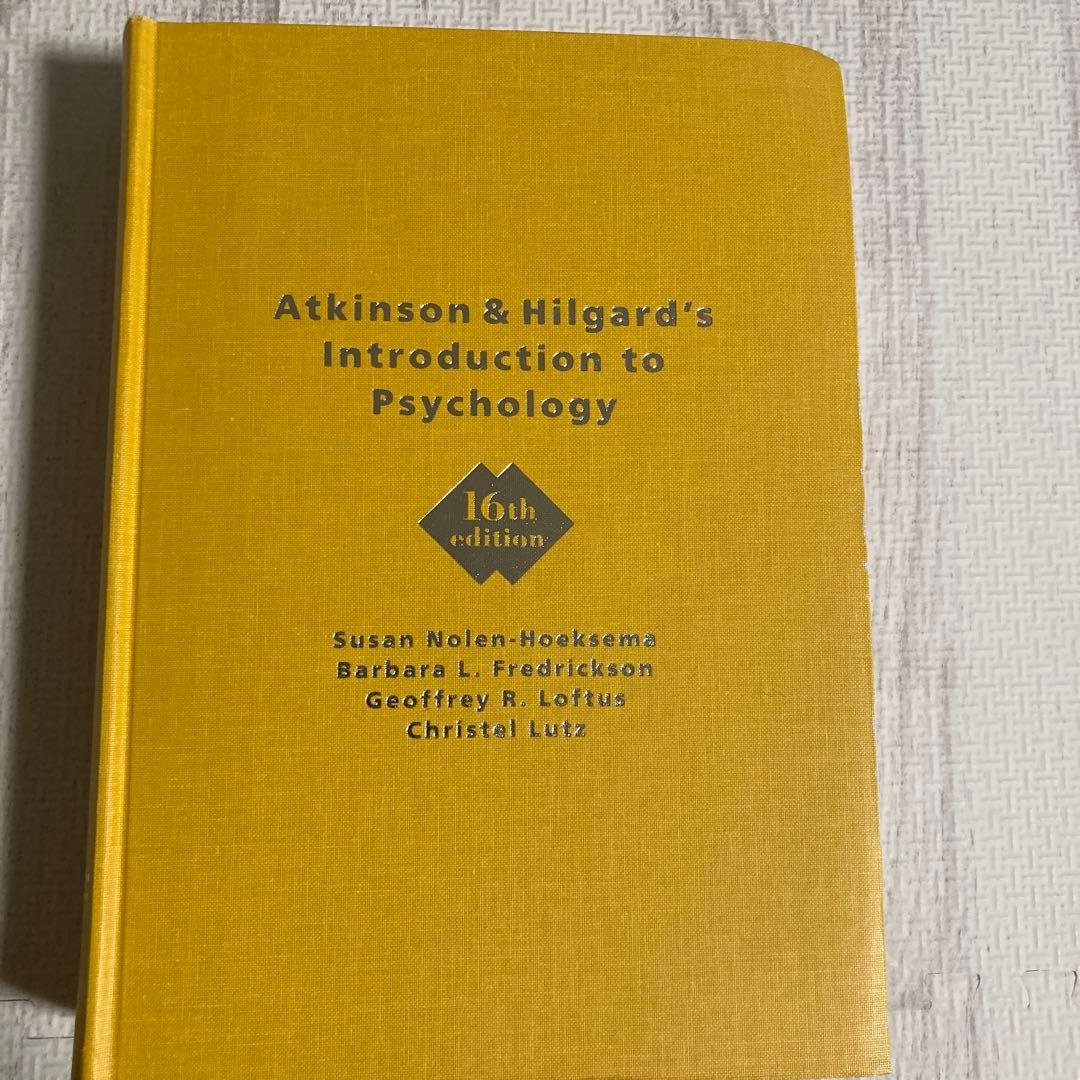 Atkinson & Hilgard's
Introduction to
Psychology
16th
edition
Susan Nolen-Hoeksema
Barbara L. Fredrickson
Geoffrey R. Loftus
Christel Lutz